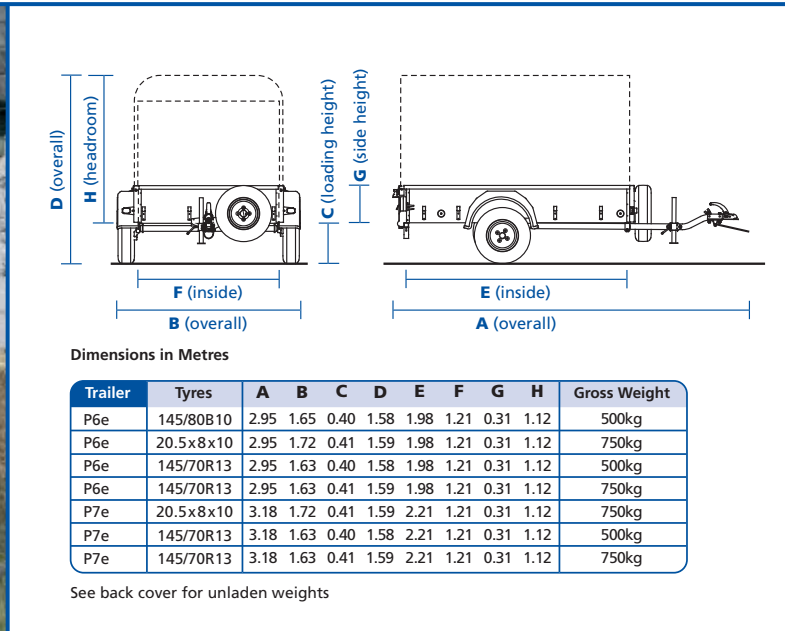 D (overall)
H (headroom)
C (loading height)
G (side height)
F (inside)
B (overall)
E (inside)
A (overall)
Dimensions in Metres
Trailer Tyres A B C D E F G H Gross Weight
P6e 145/80B10 2.95 1.65 0.40 1.58 1.98 1.21 0.31 1.12 500kg
P6e 20.5x8x10 2.95 1.72 0.41 1.59 1.98 1.21 0.31 1.12 750kg
P6e 145/70R13 2.95 1.63 0.40 1.58 1.98 1.21 0.31 1.12 500kg
P6e 145/70R13 2.95 1.63 0.41 1.59 1.98 1.21 0.31 1.12 750kg
P7e 20.5x8x10 3.18 1.72 0.41 1.59 2.21 1.21 0.31 1.12 750kg
P7e 145/70R13 3.18 1.63 0.40 1.58 2.21 1.21 0.31 1.12 500kg
P7e 145/70R13 3.18 1.63 0.41 1.59 2.21 1.21 0.31 1.12 750kg
See back cover for unladen weights